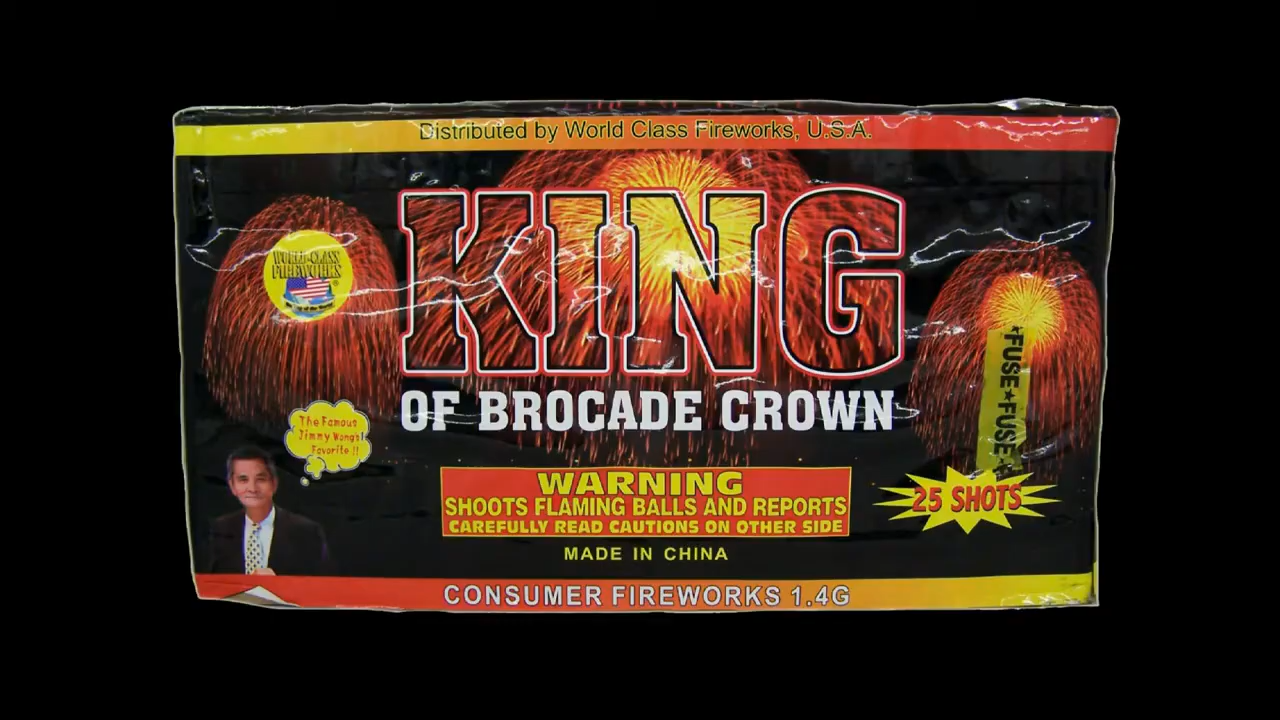 Distributed by World Class Fireworks, U.S.A.
KING
OF BROCADE CROWN
WORLD-CLASS
FIREWORKS
®
The Famous
Jimmy Wong's
Favorite !!
★FUSE★FUSE★
WARNING
SHOOTS FLAMING BALLS AND REPORTS
CAREFULLY READ CAUTIONS ON OTHER SIDE
25 SHOTS
MADE IN CHINA
CONSUMER FIREWORKS 1.4G